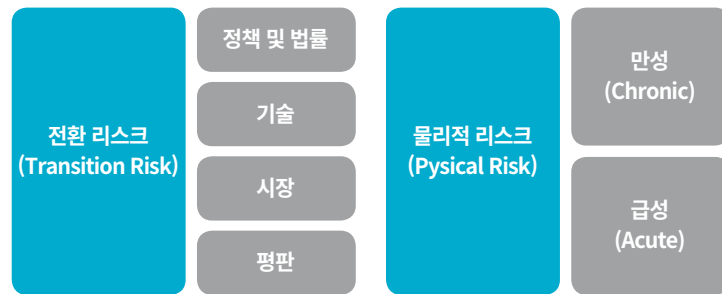 전환 리스크
(Transition Risk)
정책 및 법률
기술
시장
평판
물리적 리스크
(Pysical Risk)
만성
(Chronic)
급성
(Acute)